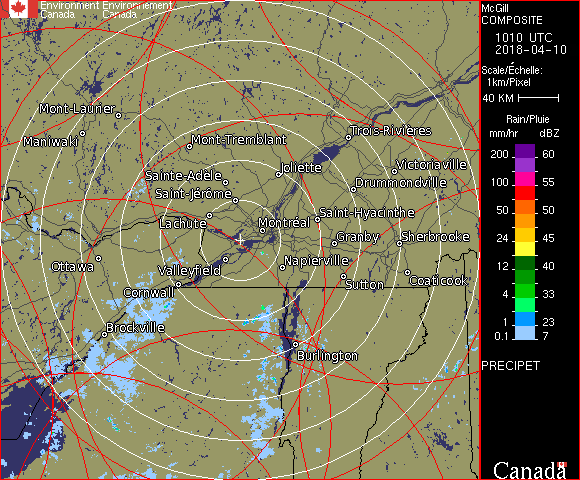 Environment Environnement
Canada Canada
McGill
COMPOSITE
1010 UTC
2018-04-10
Scale/Échelle:
1km/Pixel
40 KM
Rain/Pluie
mm/hr dBZ
200 60
100 55
50 50
24 45
12 40
4 33
1 23
0.1 7
PRECIPET
Canada
Mont-Laurier
Maniwaki
Mont-Tremblant
Trois-Rivières
Joliette
Victoriaville
Sainte-Adèle
Drummondville
Saint-Jérôme
Lachute
Saint-Hyacinthe
Montréal
Granby
Sherbrooke
Ottawa
Valleyfield
Napierville
Cornwall
Sutton
Coaticook
Brockville
Burlington